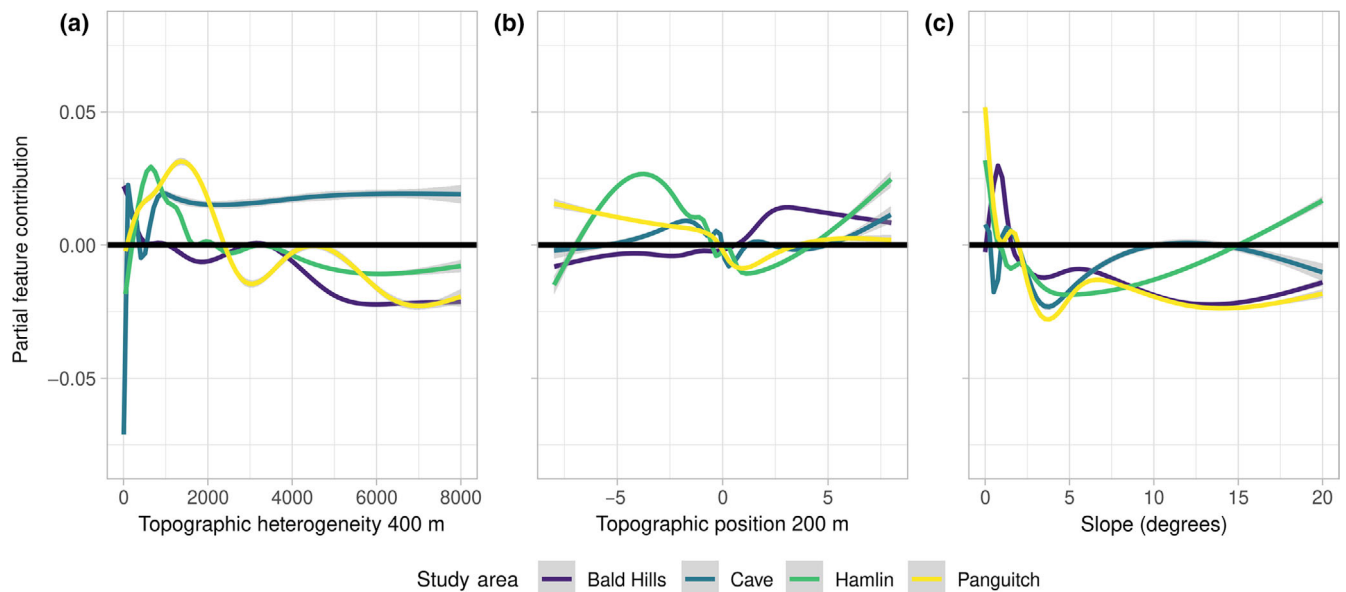 (a)
(b)
(c)
Partial feature contribution
0.05
0.00
−0.05
0 2000 4000 6000 8000
−5 0 5
0 5 10 15 20
Topographic heterogeneity 400 m
Topographic position 200 m
Slope (degrees)
Study area Bald Hills Cave Hamlin Panguitch